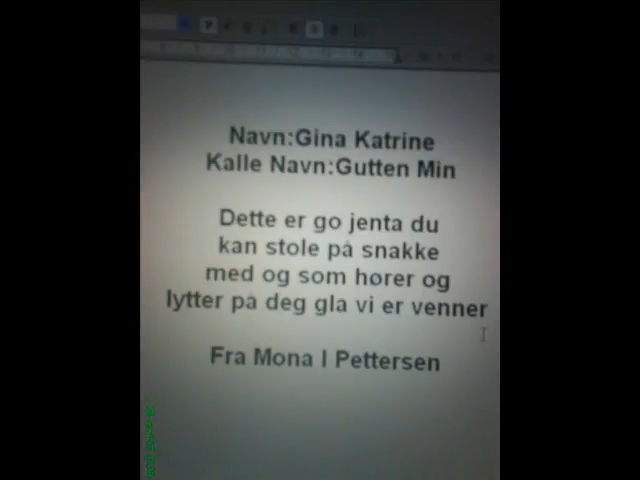 Navn:Gina Katrine
Kalle Navn:Gutten Min
Dette er go jenta du
kan stole på snakke
med og som hører og
lytter på deg gla vi er venner
Fra Mona I Pettersen